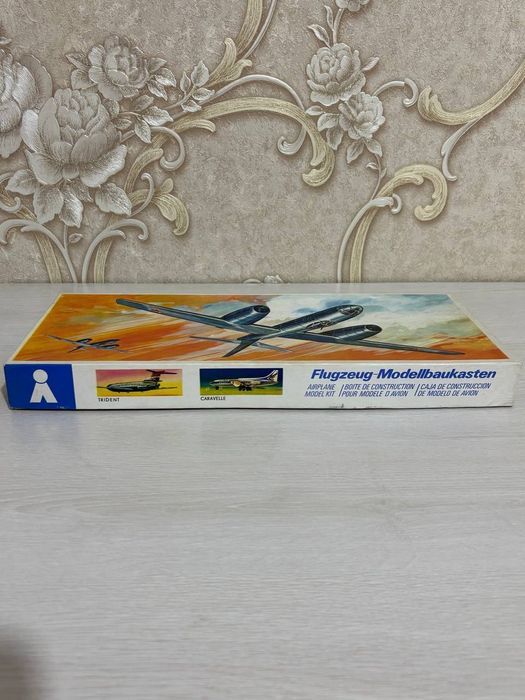 TRIDENT
CARAVELLE
Flugzeug-Modellbaukasten
AIRPLANE BOITE DE CONSTRUCTION CAJA DE CONSTRUCCION
MODEL KIT POUR MODELE D'AVION DE MODELO DE AVION